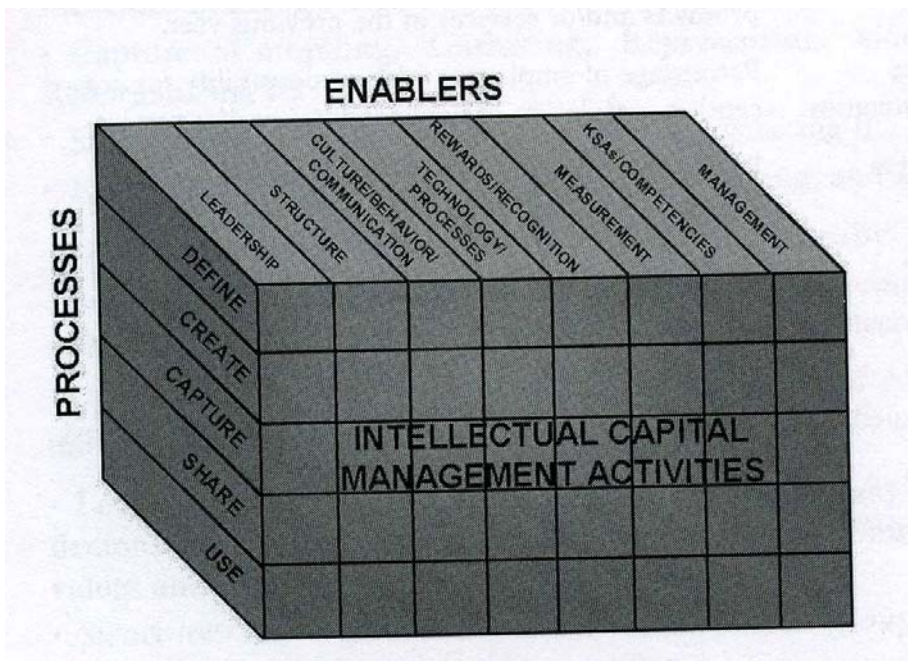 ENABLERS
PROCESSES
LEADERSHIP
STRUCTURE
CULTURE/BEHAVIOR/
COMMUNICATION
TECHNOLOGY/
PROCESSES
REWARDS/RECOGNITION
MEASUREMENT
KSAs/COMPETENCIES
MANAGEMENT
DEFINE
CREATE
CAPTURE
SHARE
USE
INTELLECTUAL CAPITAL
MANAGEMENT ACTIVITIES